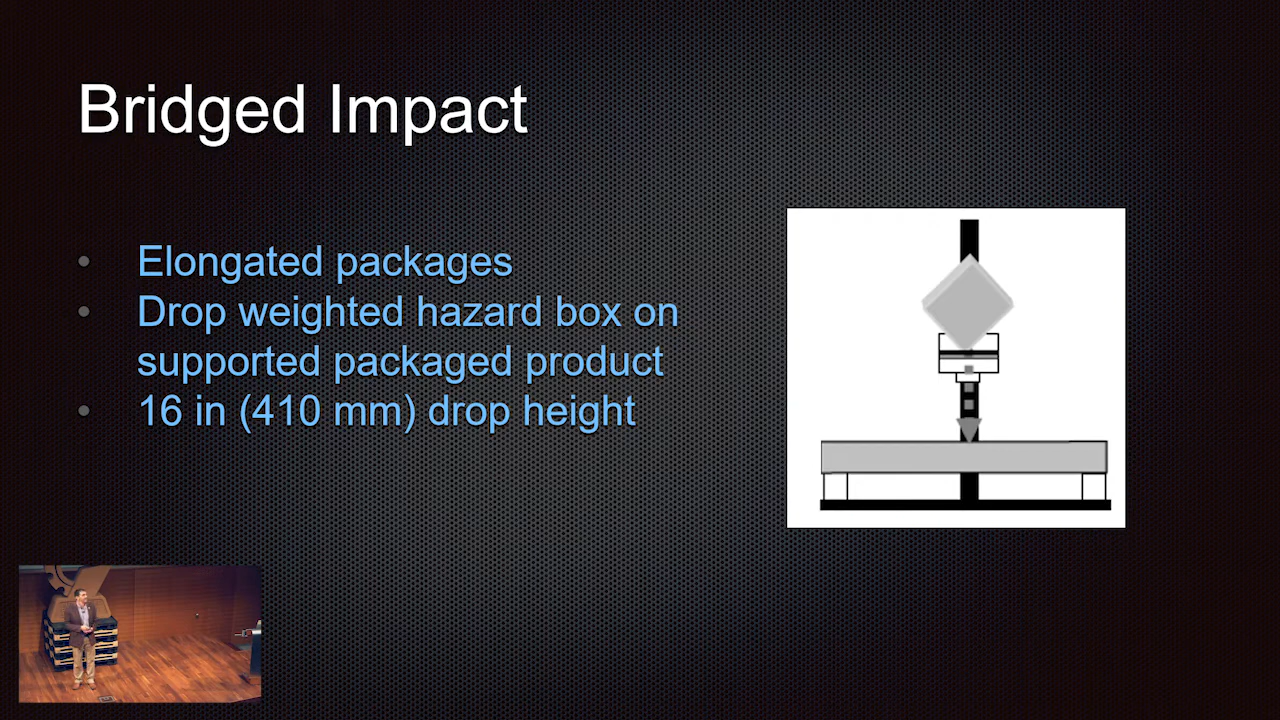 Bridged Impact
• Elongated packages
• Drop weighted hazard box on
supported packaged product
• 16 in (410 mm) drop height